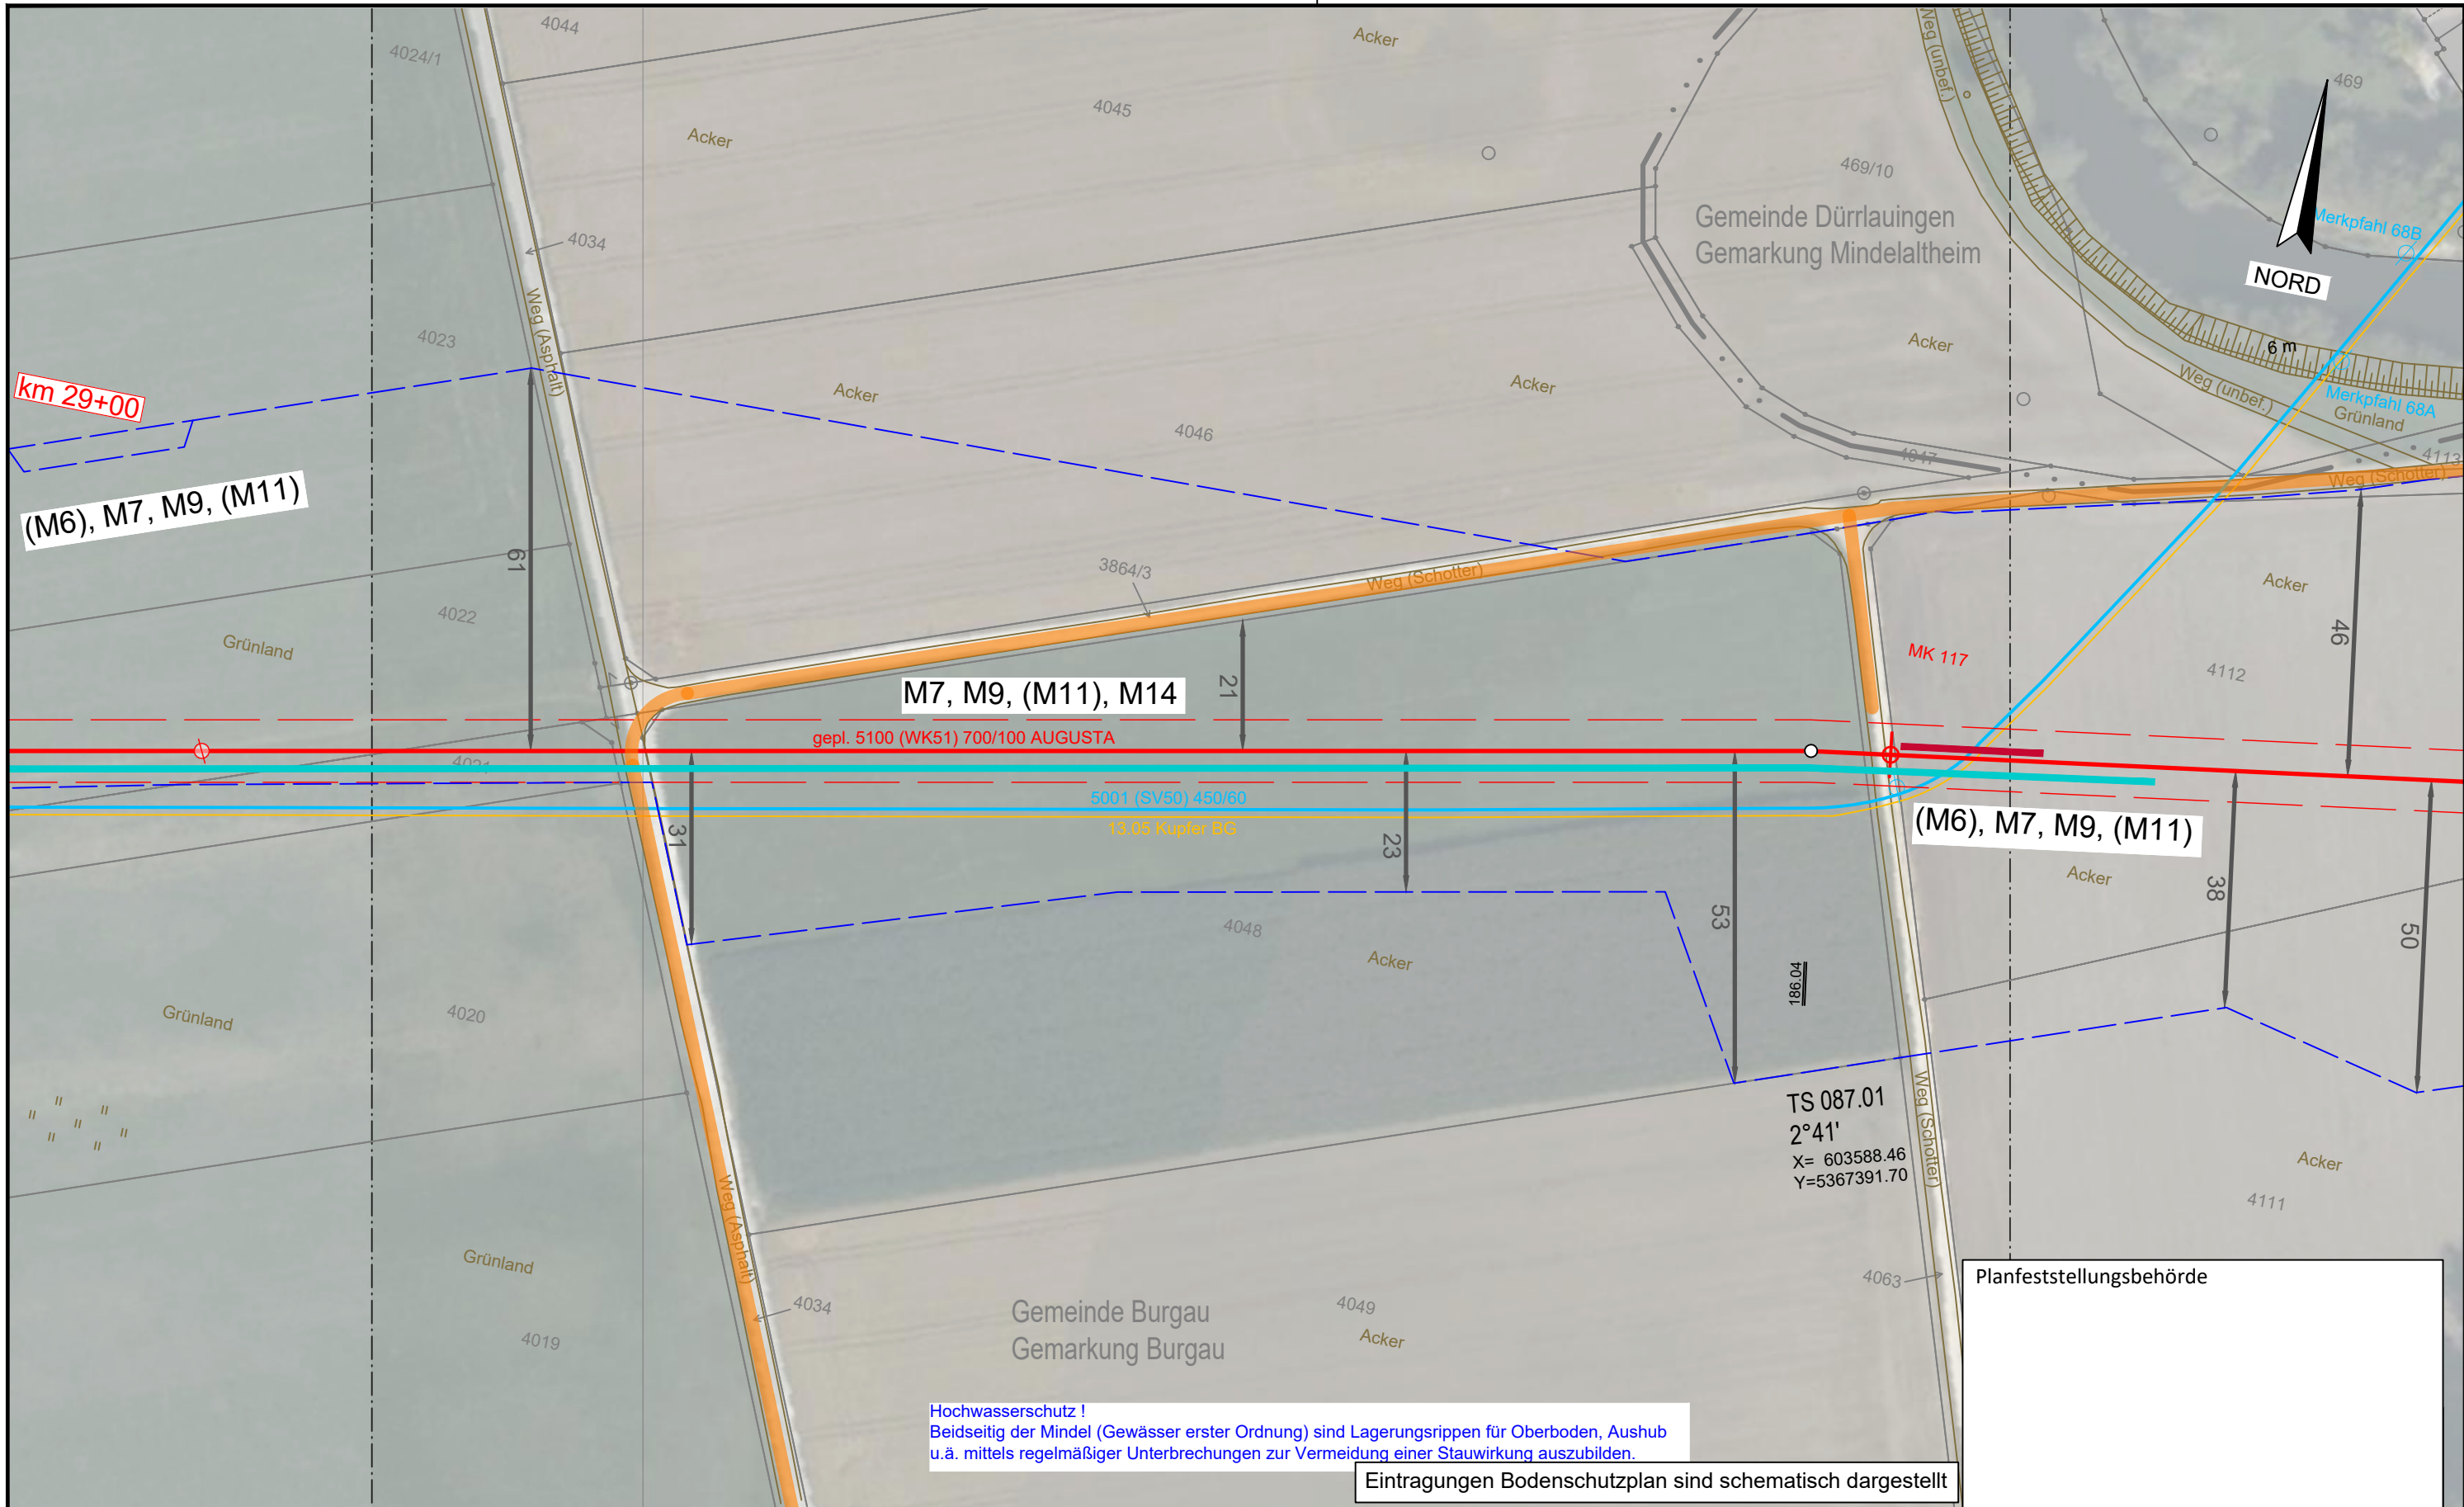 4044
4024/1
Acker
Weg (unbef.)
469
4045
Acker
469/10
Gemeinde Dürrlauingen
Gemarkung Mindelaltheim
Merkpfahl 68B
NORD
4034
Weg (Asphalt)
4023
Acker
6 m
km 29+00
Acker
Acker
Weg (unbef.)
Merkpfahl 68A
Grünland
4046
4047
4113
Weg (Schotter)
(M6), M7, M9, (M11)
61
3864/3
Weg (Schotter)
Acker
4022
Grünland
46
MK 117
4112
M7, M9, (M11), M14
21
gepl. 5100 (WK51) 700/100 AUGUSTA
4021
5001 (SV50) 450/60
13.05 Kupfer BG
31
23
(M6), M7, M9, (M11)
Acker
38
53
50
4048
Acker
186.04
4020
Grünland
TS 087.01
2°41'
X= 603588.46
Y=5367391.70
Weg (Schotter)
Acker
4111
Weg (Asphalt)
Grünland
4034
4019
Gemeinde Burgau
Gemarkung Burgau
4049
Acker
4063
Planfeststellungsbehörde
Hochwasserschutz !
Beidseitig der Mindel (Gewässer erster Ordnung) sind Lagerungsrippen für Oberboden, Aushub
u.ä. mittels regelmäßiger Unterbrechungen zur Vermeidung einer Stauwirkung auszubilden.
Eintragungen Bodenschutzplan sind schematisch dargestellt